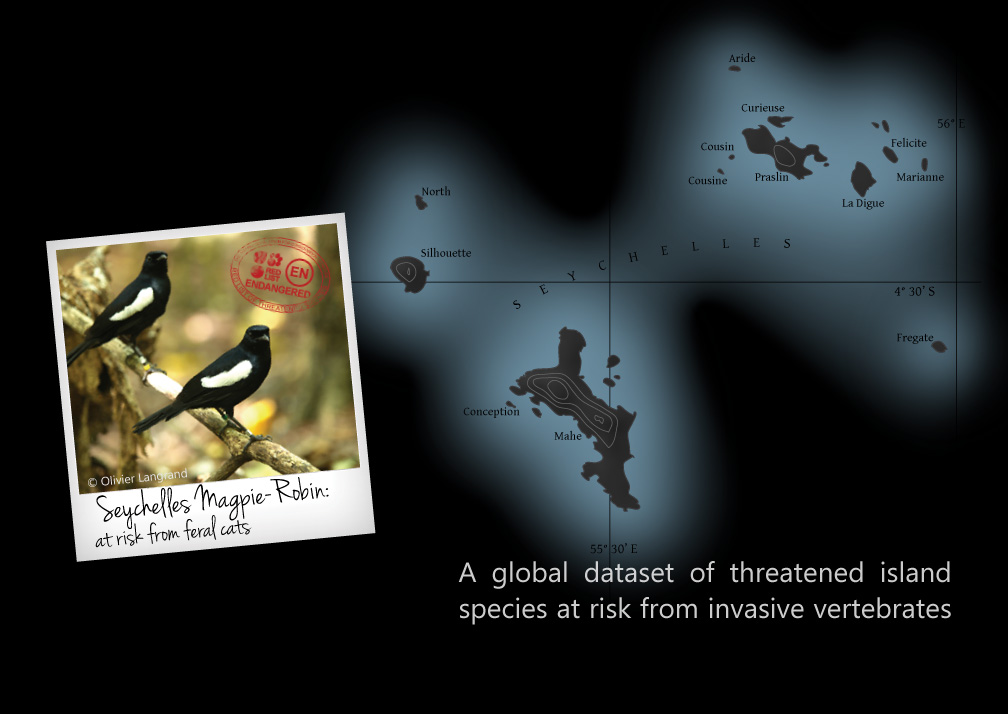 Aride
Curieuse
56° E
Felicite
Cousin
Praslin
Marianne
Cousine
La Digue
North
Silhouette
SEYCHELLES
4° 30' S
Fregate
Conception
Mahe
55° 30' E
RED
LIST
EN
ENDANGERED
© Olivier Langrand
Seychelles Magpie-Robin:
at risk from feral cats
A global dataset of threatened island
species at risk from invasive vertebrates